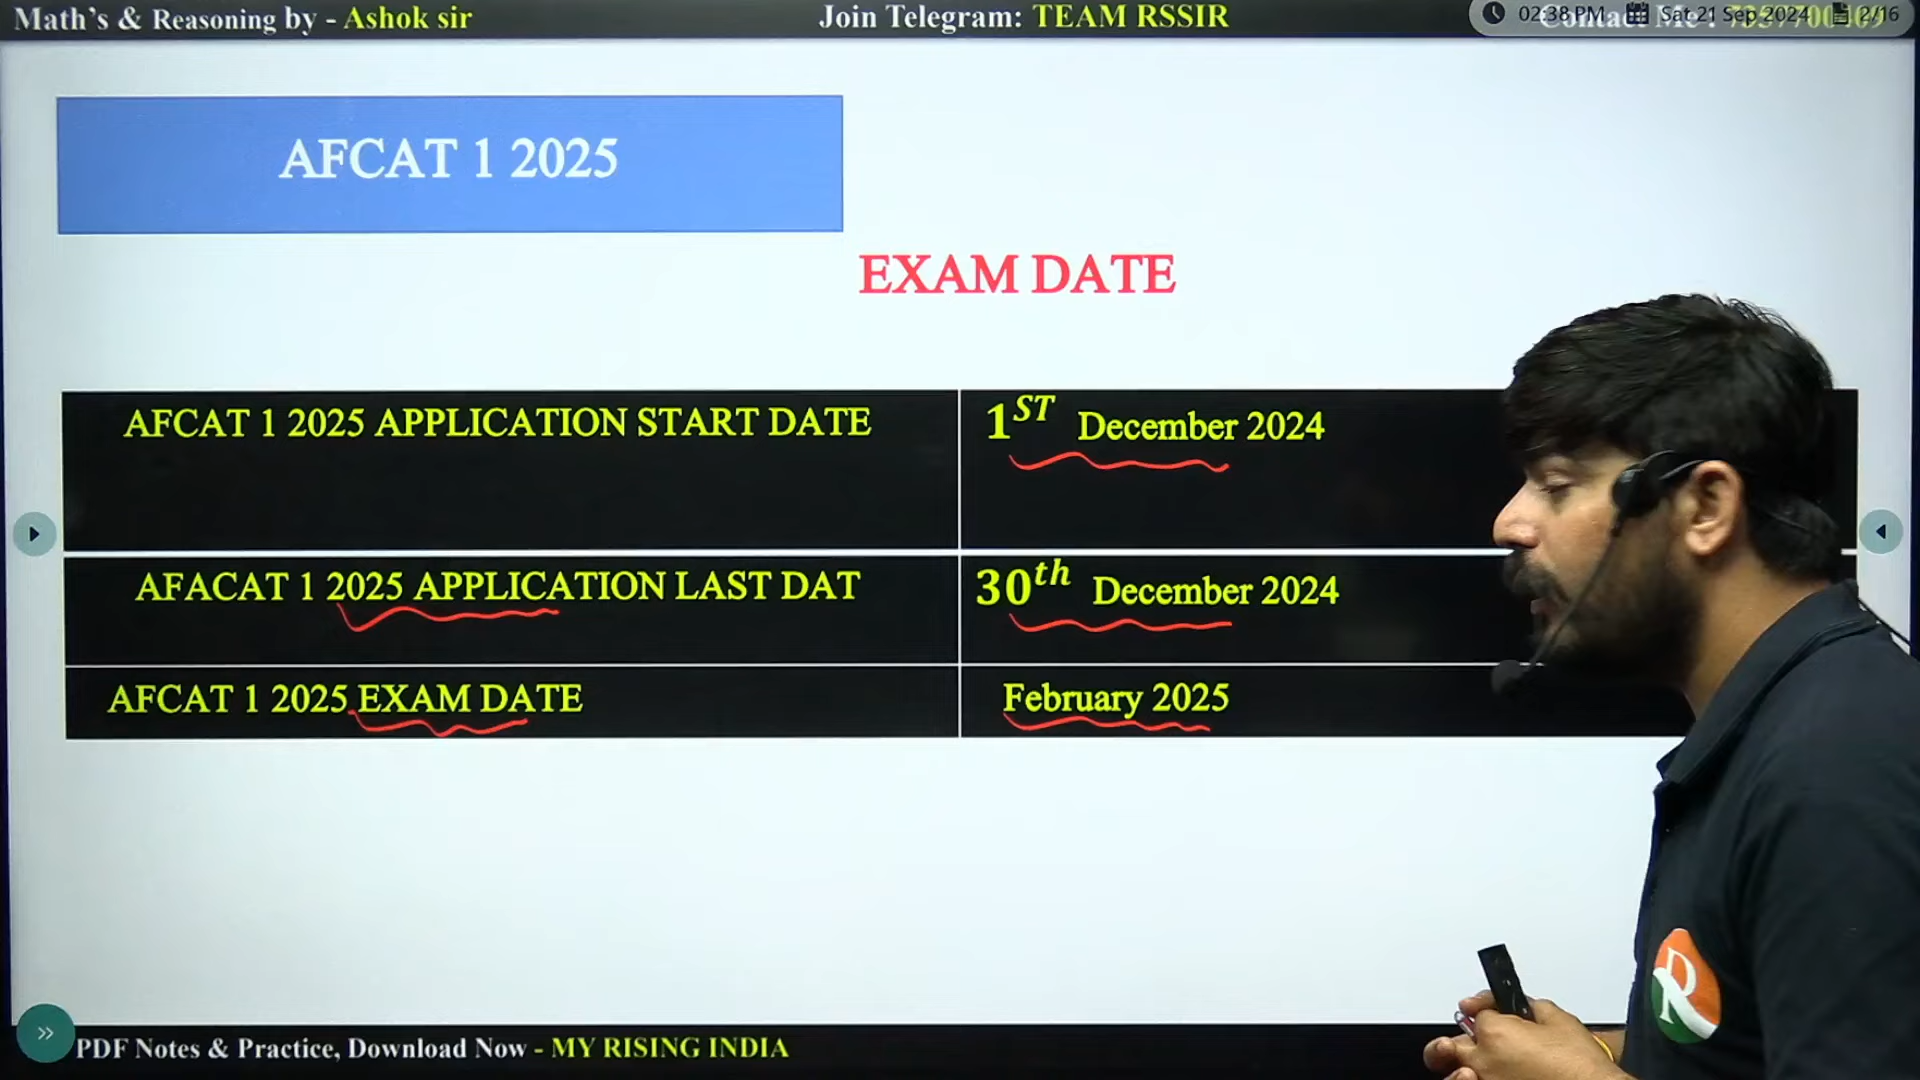 Math's & Reasoning by - Ashok sir
Join Telegram: TEAM RSSIR
02:38 PM Sat 21 Sep 2024 2/16
Contact Me :
AFCAT 1 2025
EXAM DATE
AFCAT 1 2025 APPLICATION START DATE
1ST December 2024
AFACAT 1 2025 APPLICATION LAST DAT
30th December 2024
AFCAT 1 2025 EXAM DATE
February 2025
R
PDF Notes & Practice, Download Now - MY RISING INDIA